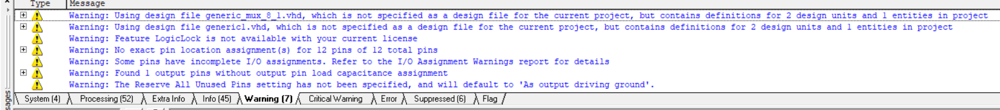 Type Message
Warning: Using design file generic_mux_8_1.vhd, which is not specified as a design file for the current project, but contains definitions for 2 design units and 1 entities in project
Warning: Using design file generic1.vhd, which is not specified as a design file for the current project, but contains definitions for 2 design units and 1 entities in project
Warning: Feature LogicLock is not available with your current license
Warning: No exact pin location assignment(s) for 12 pins of 12 total pins
Warning: Some pins have incomplete I/O assignments. Refer to the I/O Assignment Warnings report for details
Warning: Found 1 output pins without output pin load capacitance assignment
Warning: The Reserve All Unused Pins setting has not been specified, and will default to 'As output driving ground'.
System (4) Processing (52) Extra Info Info (45) Warning (7) Critical Warning Error Suppressed (6) Flag